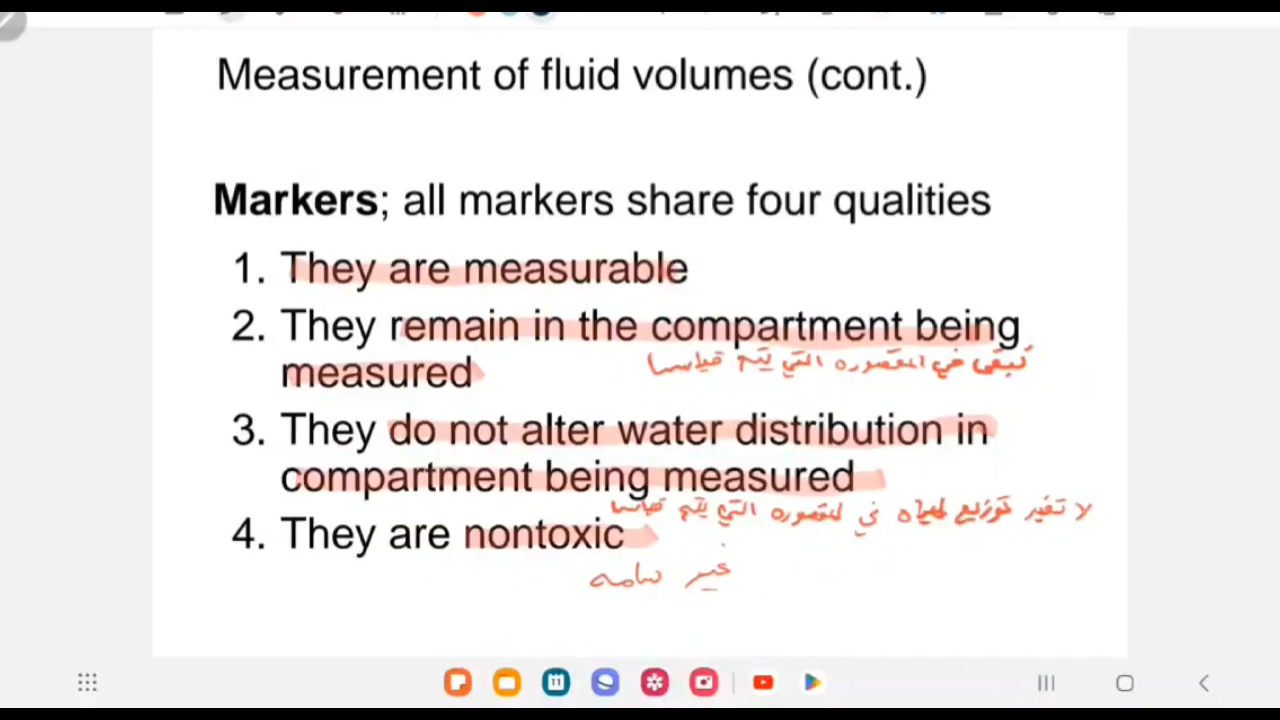 Measurement of fluid volumes (cont.)
Markers; all markers share four qualities
1. They are measurable
2. They remain in the compartment being
measured
تبقى في المقصوره التي يتم قياسها
3. They do not alter water distribution in
compartment being measured
لا تغير توزيع المياه في المقصوره التي يتم قياسها
4. They are nontoxic
غير سامه
11